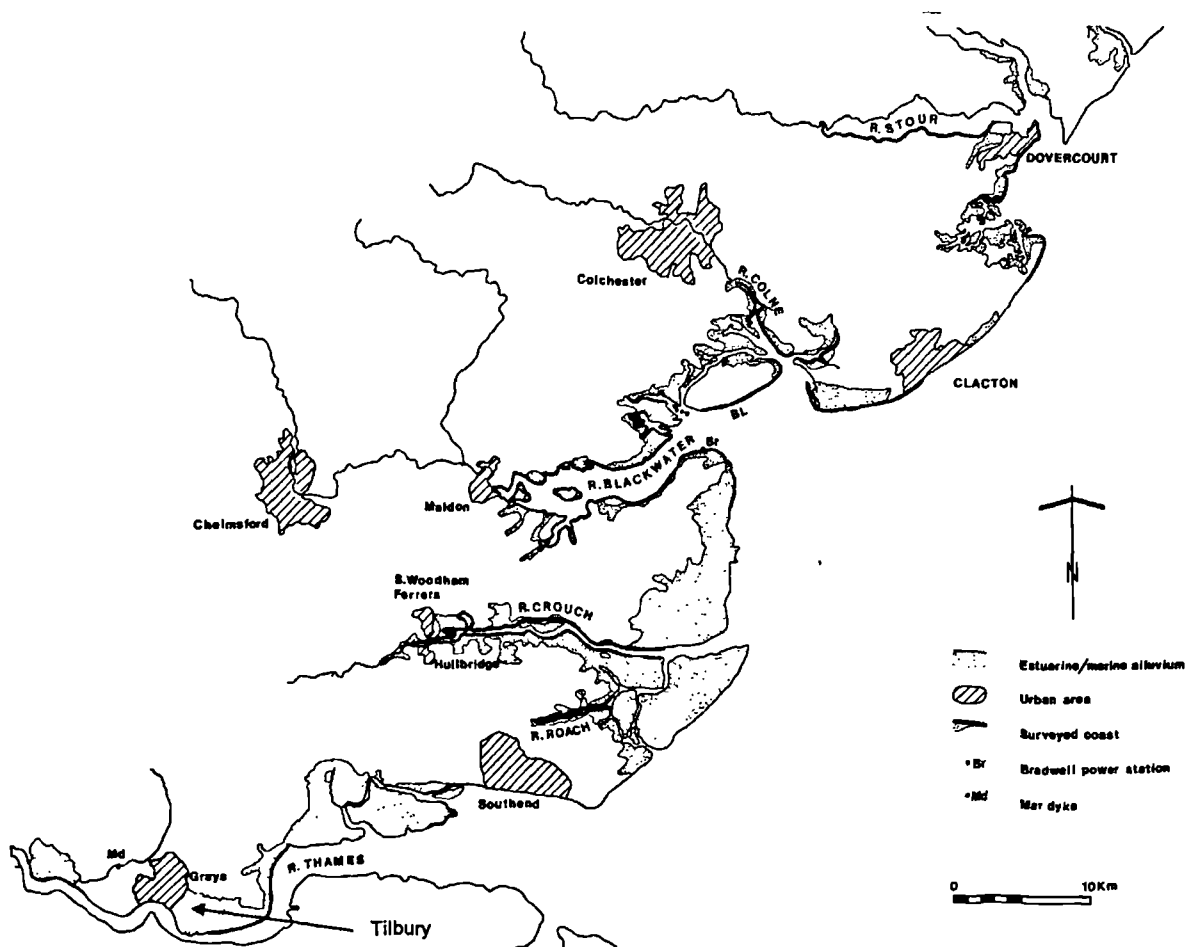 R. STOUR
DOVERCOURT
Colchester
R. COLNE
CLACTON
BL
Br
R. BLACKWATER
Maldon
Chelmsford
N
S. Woodham
Ferrers
R. CROUCH
Hullbridge
Estuarine/marine alluvium
Urban area
R. ROACH
Surveyed coast
Br Bradwell power station
Md Mar dyke
Southend
Md
Grays
R. THAMES
0 10Km
Tilbury